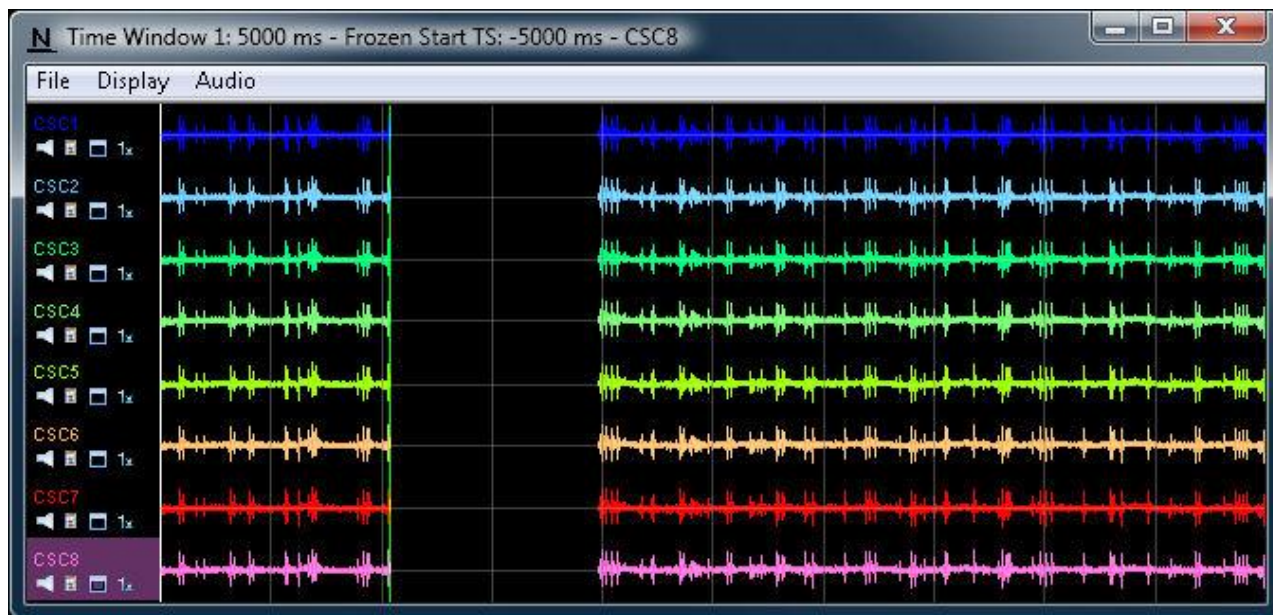 N Time Window 1: 5000 ms - Frozen Start TS: -5000 ms - CSC8
File Display Audio
CSC1
1x
CSC2
1x
CSC3
1x
CSC4
1x
CSC5
1x
CSC6
1x
CSC7
1x
CSC8
1x